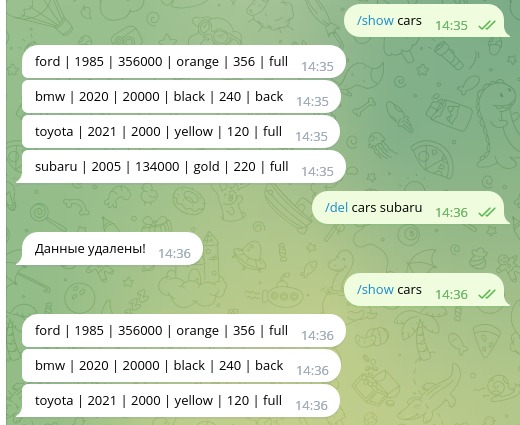 /show cars 14:35
ford | 1985 | 356000 | orange | 356 | full 14:35
bmw | 2020 | 20000 | black | 240 | back 14:35
toyota | 2021 | 2000 | yellow | 120 | full 14:35
subaru | 2005 | 134000 | gold | 220 | full 14:35
/del cars subaru 14:36
Данные удалены! 14:36
/show cars 14:36
ford | 1985 | 356000 | orange | 356 | full 14:36
bmw | 2020 | 20000 | black | 240 | back 14:36
toyota | 2021 | 2000 | yellow | 120 | full 14:36